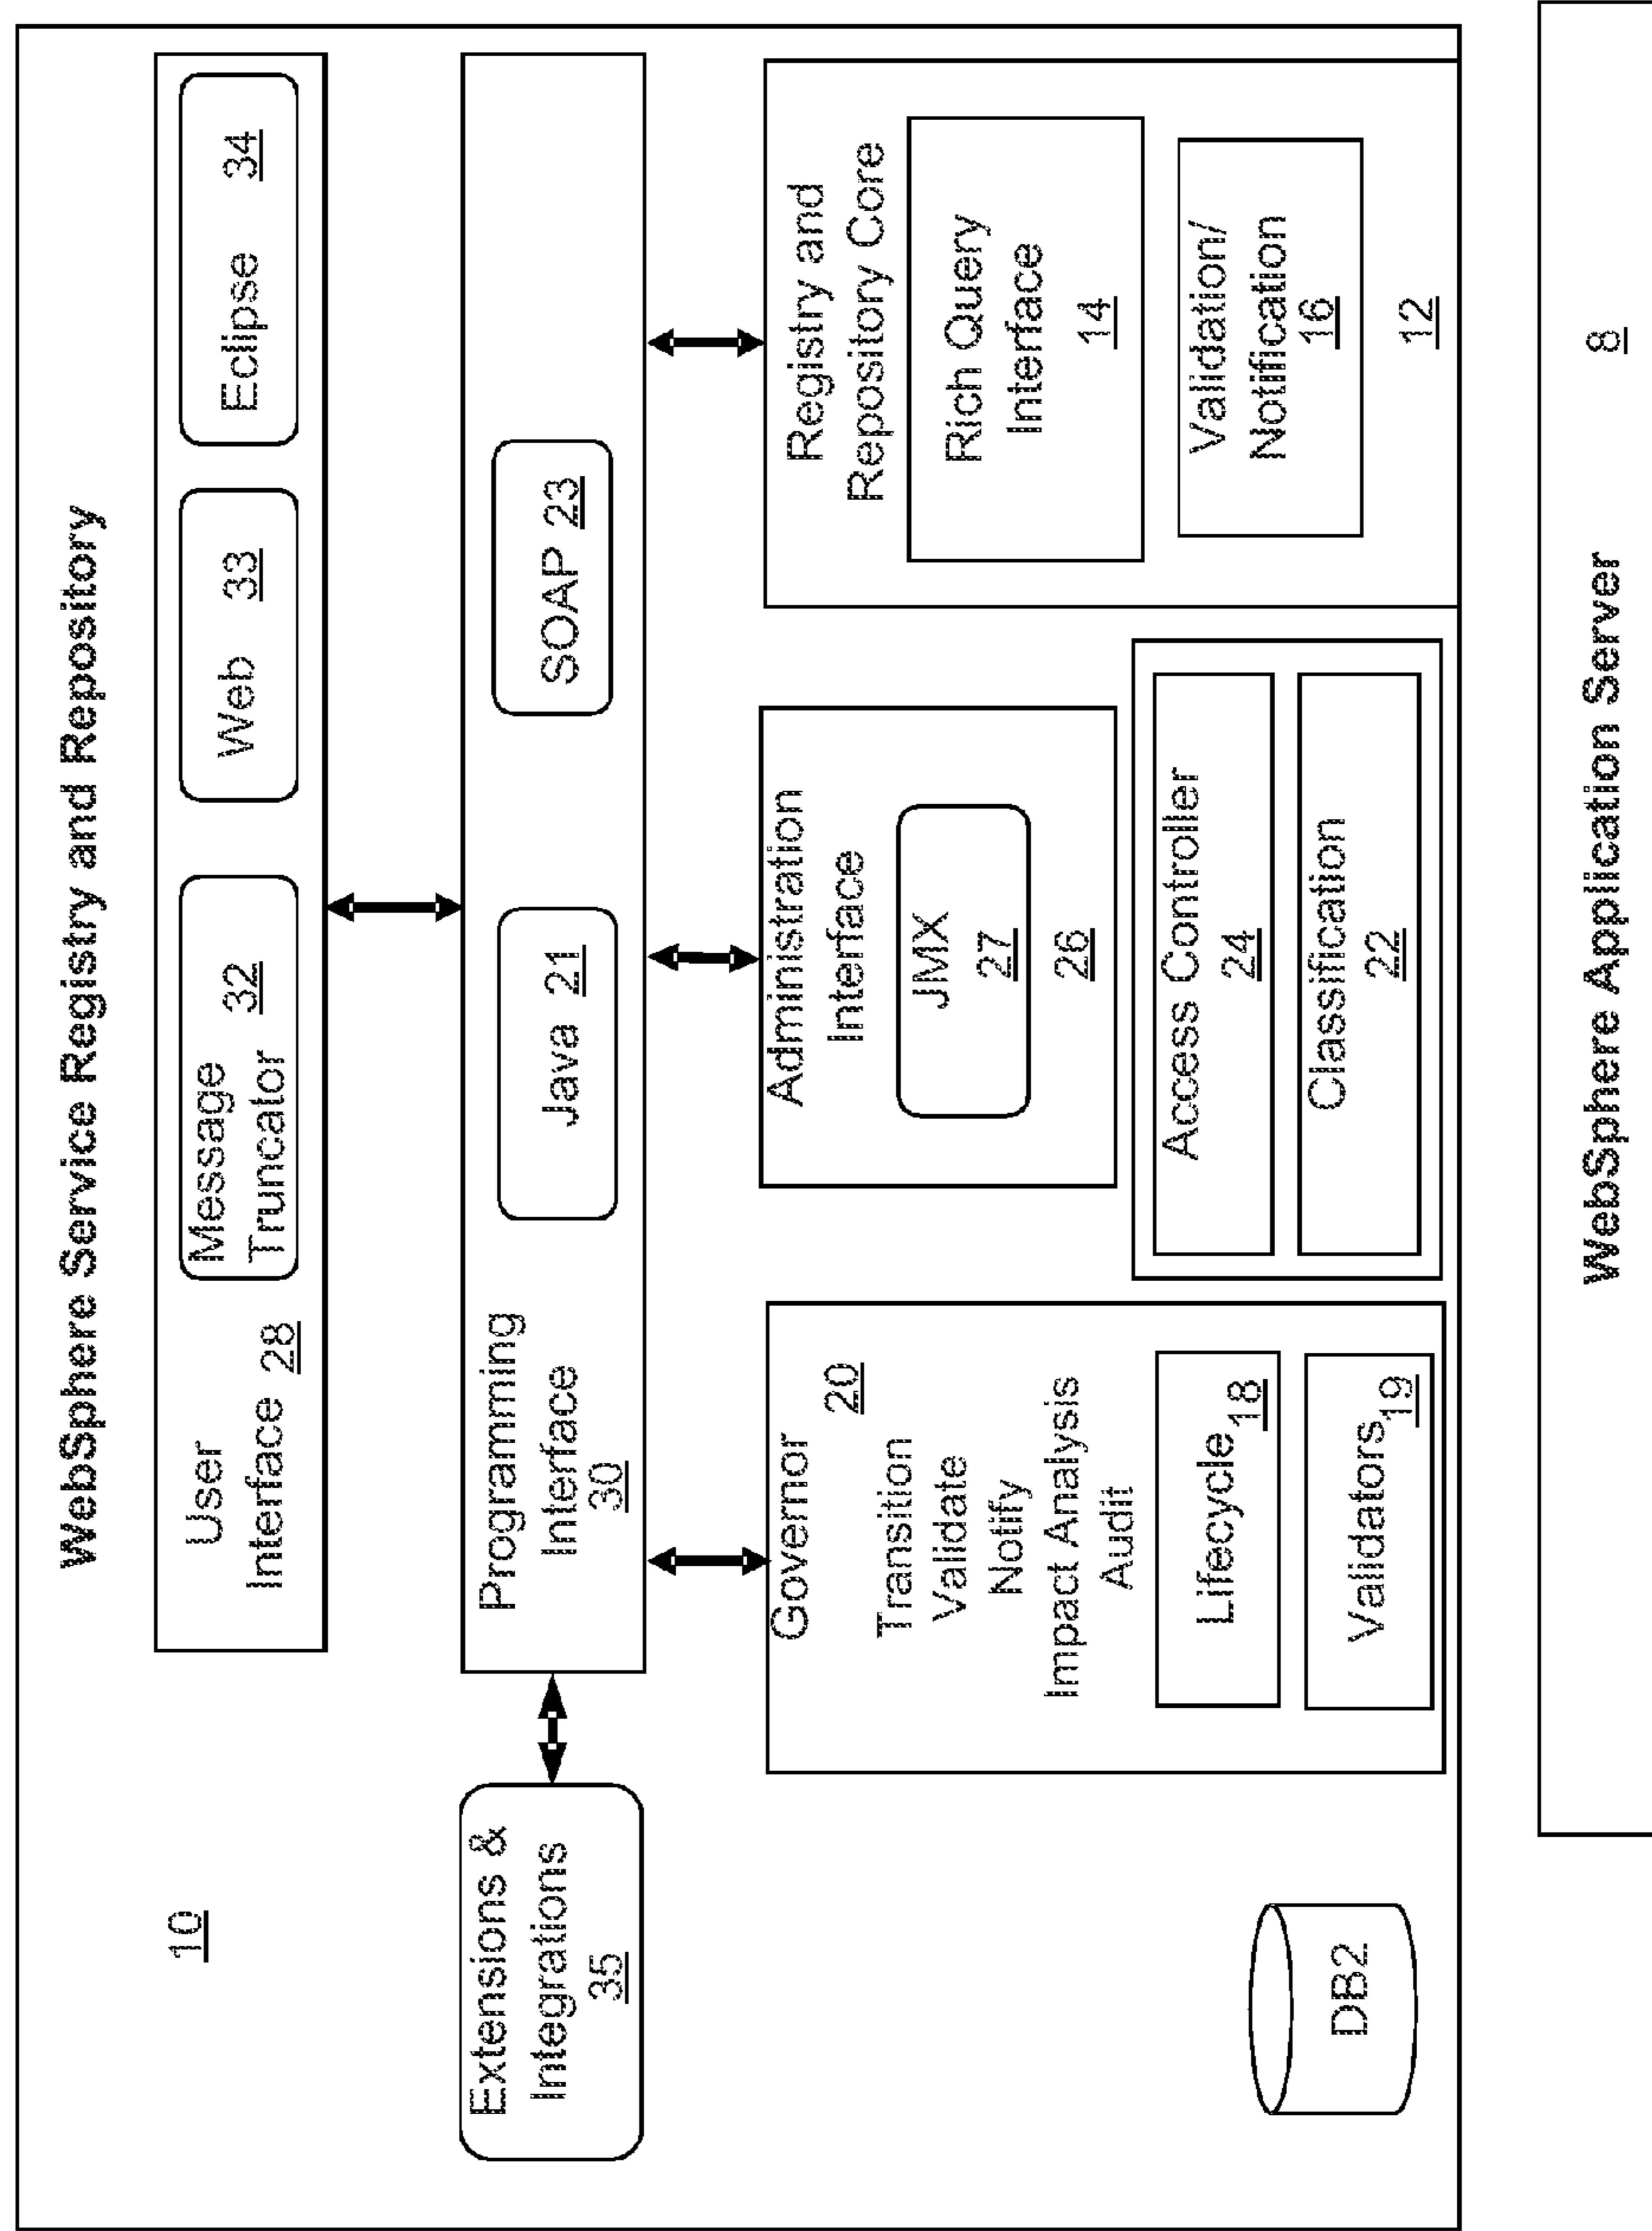 WebSphere Service Registry and Repository
10
User
Interface 28
Message 32
Truncator
Web 33
Eclipse 34
Extensions &
Integrations
35
Programming
Interface
30
Java 21
SOAP 23
Governor
20
Transition
Validate
Notify
Impact Analysis
Audit
Lifecycle 18
Validators 19
Administration
Interface
JMX
27
26
Access Controller
24
Classification
22
Registry and
Repository Core
Rich Query
Interface
14
Validation/
Notification
16
12
DB2
WebSphere Application Server 8